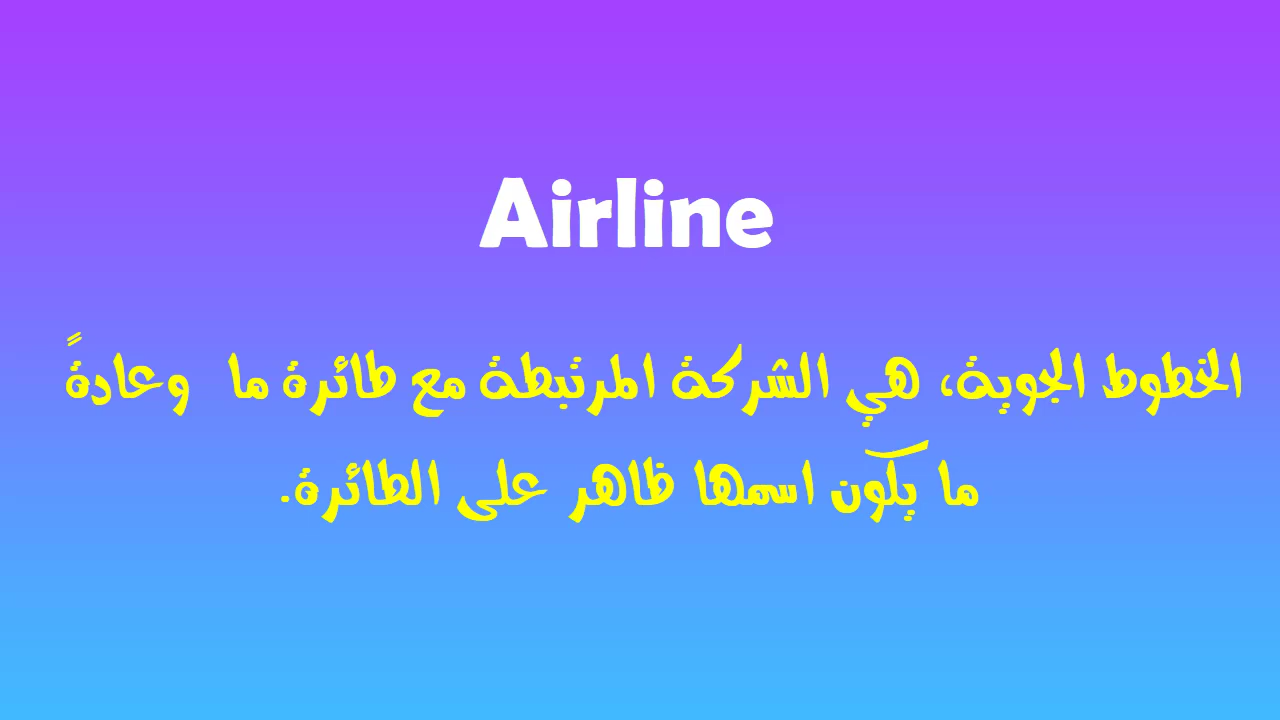 Airline
الخطوط الجوية، هي الشركة المرتبطة مع طائرة ما وعادةً
ما يكون اسمها ظاهر على الطائرة.